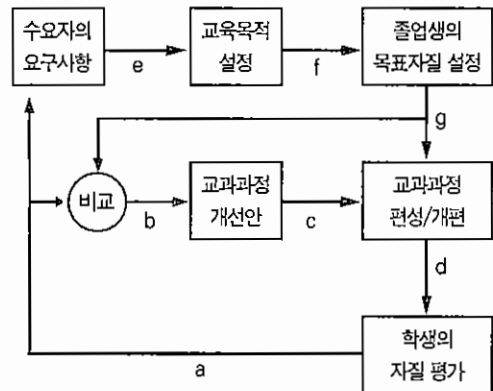 수요자의
요구사항
e
교육목적
설정
f
졸업생의
목표자질 설정
g
비교
b
교과과정
개선안
c
교과과정
편성/개편
d
학생의
자질 평가
a